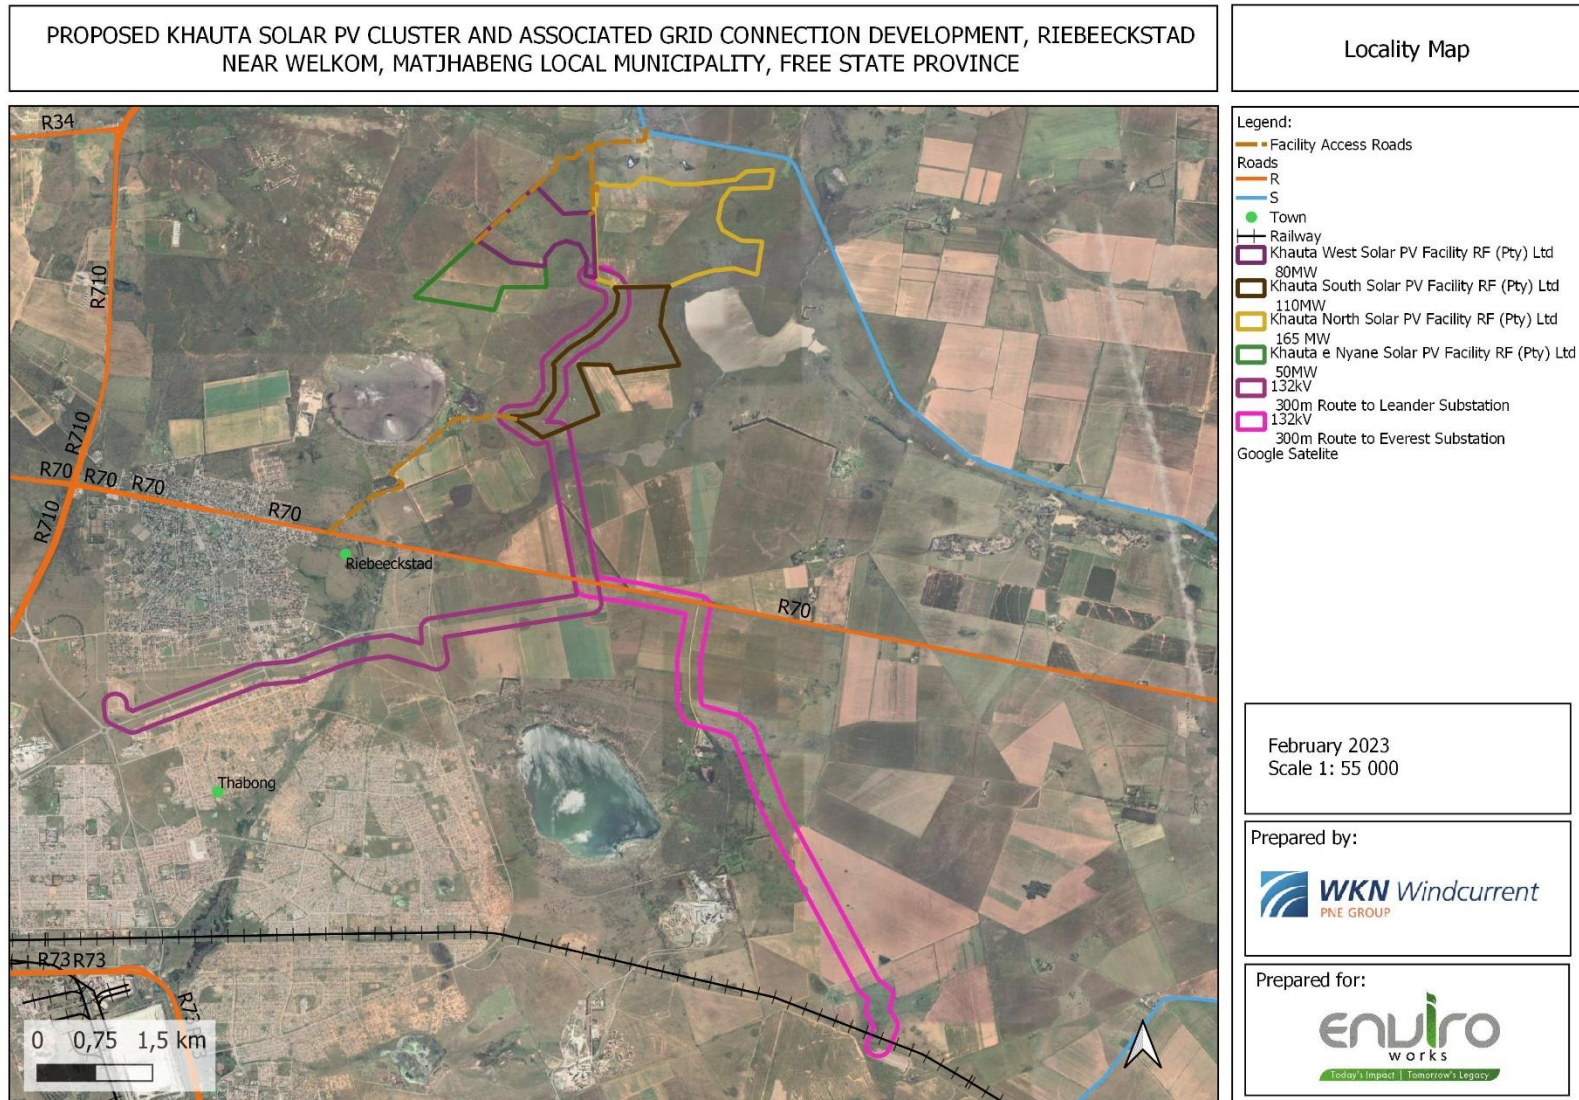 PROPOSED KHAUTA SOLAR PV CLUSTER AND ASSOCIATED GRID CONNECTION DEVELOPMENT, RIEBEECKSTAD
NEAR WELKOM, MATJHABENG LOCAL MUNICIPALITY, FREE STATE PROVINCE
Locality Map
R34
R710
R710
R70 R70 R70
R70
R710
Riebeeckstad
R70
Thabong
R73 R73
0 0,75 1,5 km
Legend:
Facility Access Roads
Roads
R
S
Town
Railway
Khauta West Solar PV Facility RF (Pty) Ltd
80MW
Khauta South Solar PV Facility RF (Pty) Ltd
110MW
Khauta North Solar PV Facility RF (Pty) Ltd
165 MW
Khauta e Nyane Solar PV Facility RF (Pty) Ltd
50MW
132kV
300m Route to Leander Substation
132kV
300m Route to Everest Substation
Google Satelite
February 2023
Scale 1: 55 000
Prepared by:
WKN Windcurrent
PNE GROUP
Prepared for:
enviro
works
Today's Impact | Tomorrow's Legacy